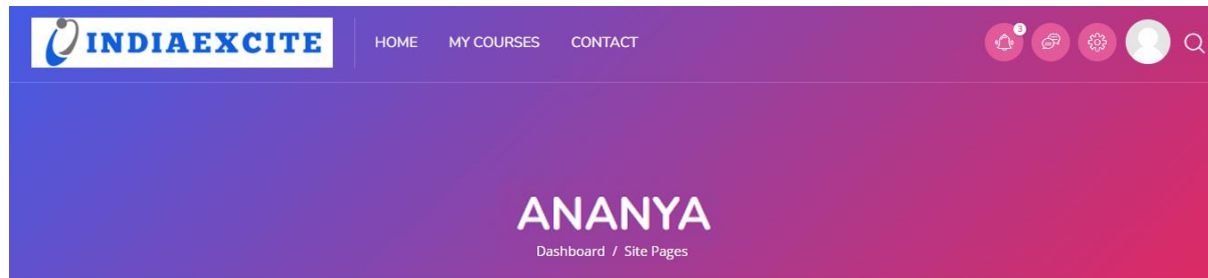 INDIAEXCITE HOME MY COURSES CONTACT 3
ANANYA
Dashboard / Site Pages